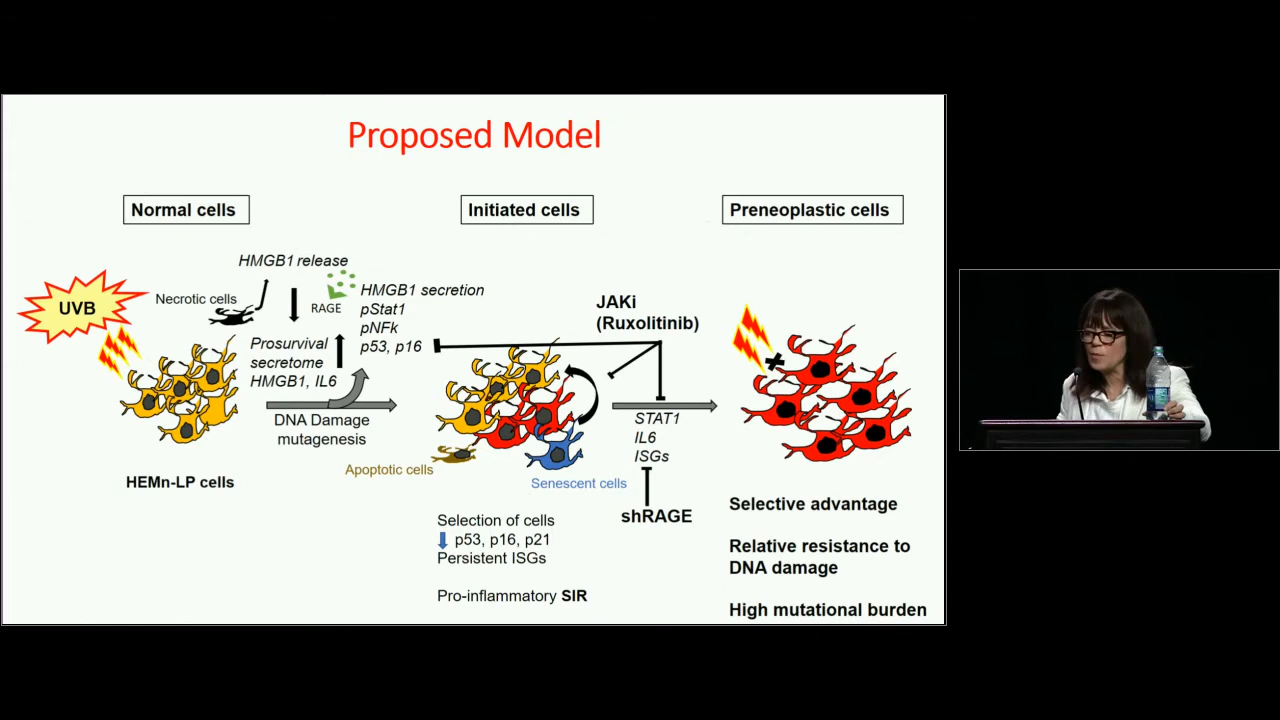 Proposed Model
Normal cells
Initiated cells
Preneoplastic cells
UVB
HMGB1 release
Necrotic cells
RAGE
HMGB1 secretion
pStat1
pNFk
p53, p16
Prosurvival
secretome
HMGB1, IL6
DNA Damage
mutagenesis
HEMn-LP cells
Apoptotic cells
Senescent cells
Selection of cells
p53, p16, p21
Persistent ISGs
Pro-inflammatory SIR
JAKi
(Ruxolitinib)
STAT1
IL6
ISGs
shRAGE
Selective advantage
Relative resistance to
DNA damage
High mutational burden